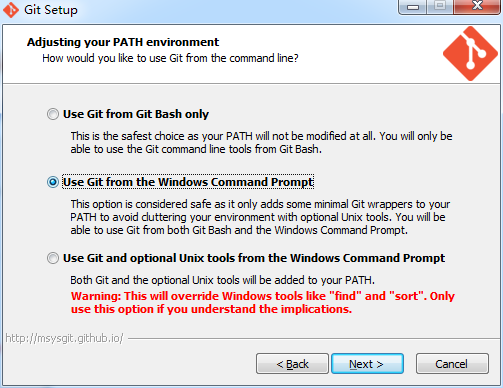 Git Setup
Adjusting your PATH environment
How would you like to use Git from the command line?
Use Git from Git Bash only
This is the safest choice as your PATH will not be modified at all. You will only be
able to use the Git command line tools from Git Bash.
Use Git from the Windows Command Prompt
This option is considered safe as it only adds some minimal Git wrappers to your
PATH to avoid cluttering your environment with optional Unix tools. You will be
able to use Git from both Git Bash and the Windows Command Prompt.
Use Git and optional Unix tools from the Windows Command Prompt
Both Git and the optional Unix tools will be added to your PATH.
Warning: This will override Windows tools like "find" and "sort". Only
use this option if you understand the implications.
http://msysgit.github.io/
< Back Next > Cancel